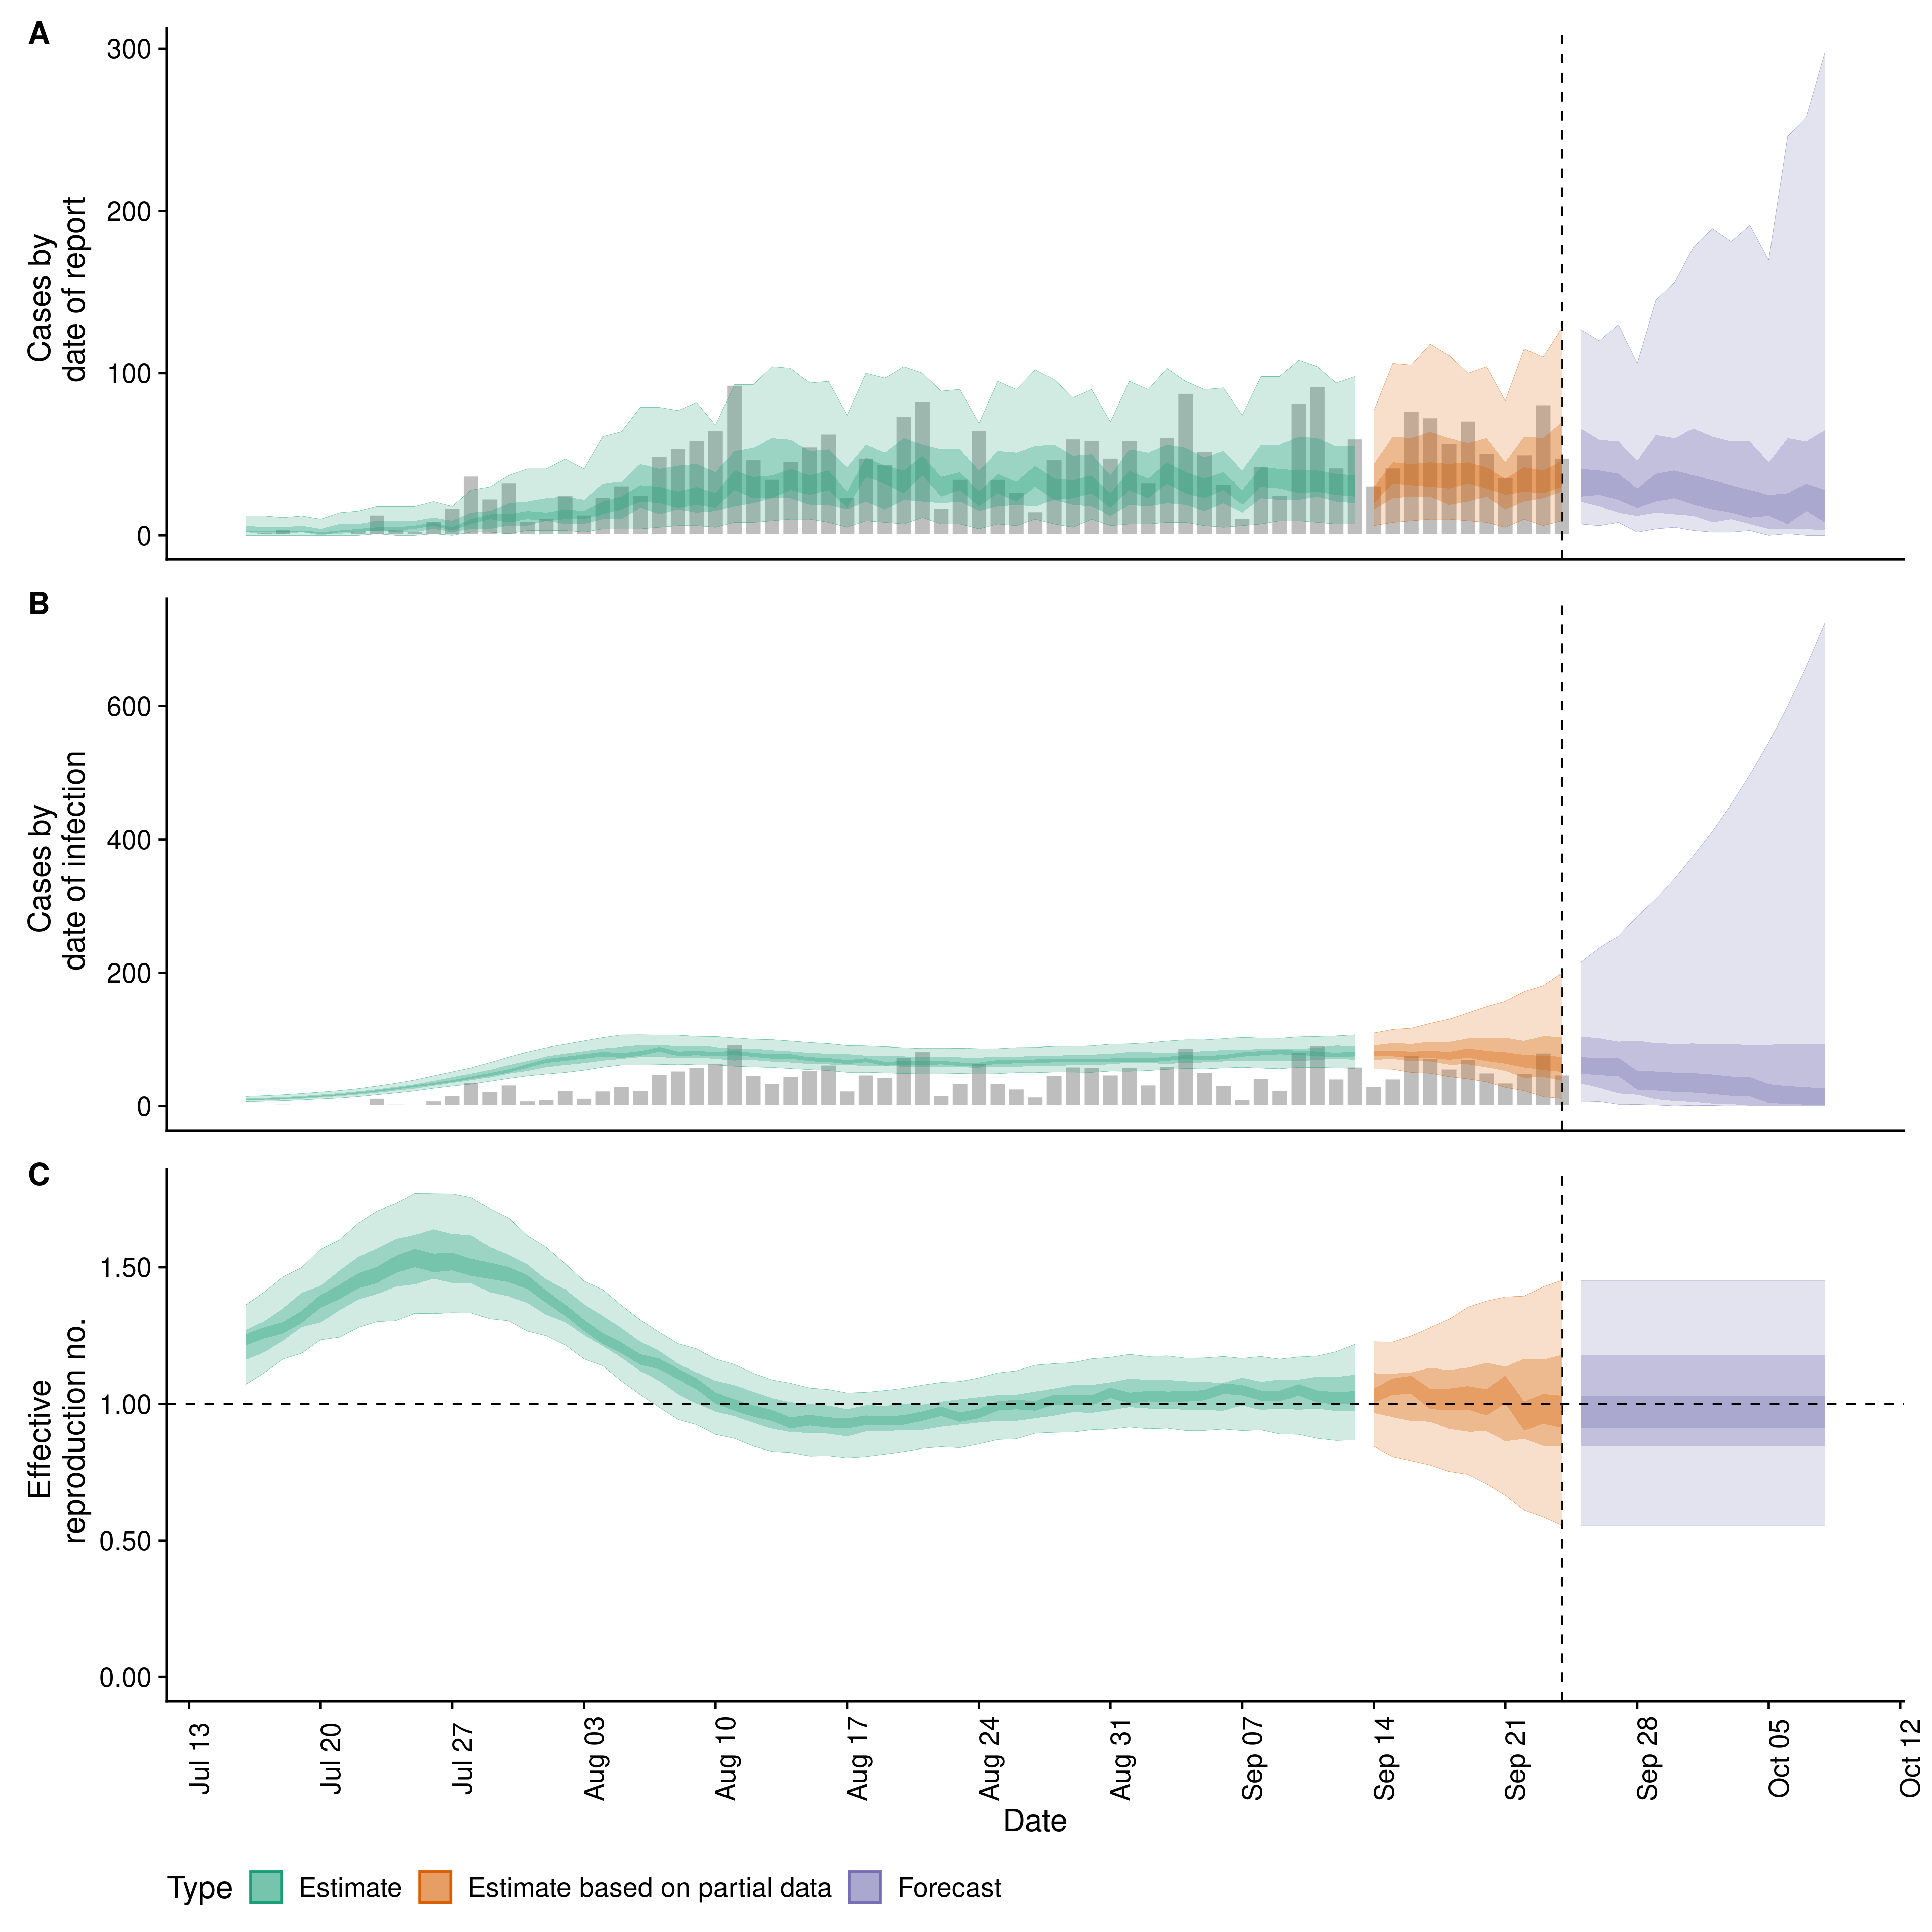 A
300
200
100
0
Cases by
date of report
B
600
400
200
0
Cases by
date of infection
C
1.50
1.00
0.50
0.00
Effective
reproduction no.
Jul 13
Jul 20
Jul 27
Aug 03
Aug 10
Aug 17
Aug 24
Aug 31
Sep 07
Sep 14
Sep 21
Sep 28
Oct 05
Oct 12
Date
Type Estimate Estimate based on partial data Forecast